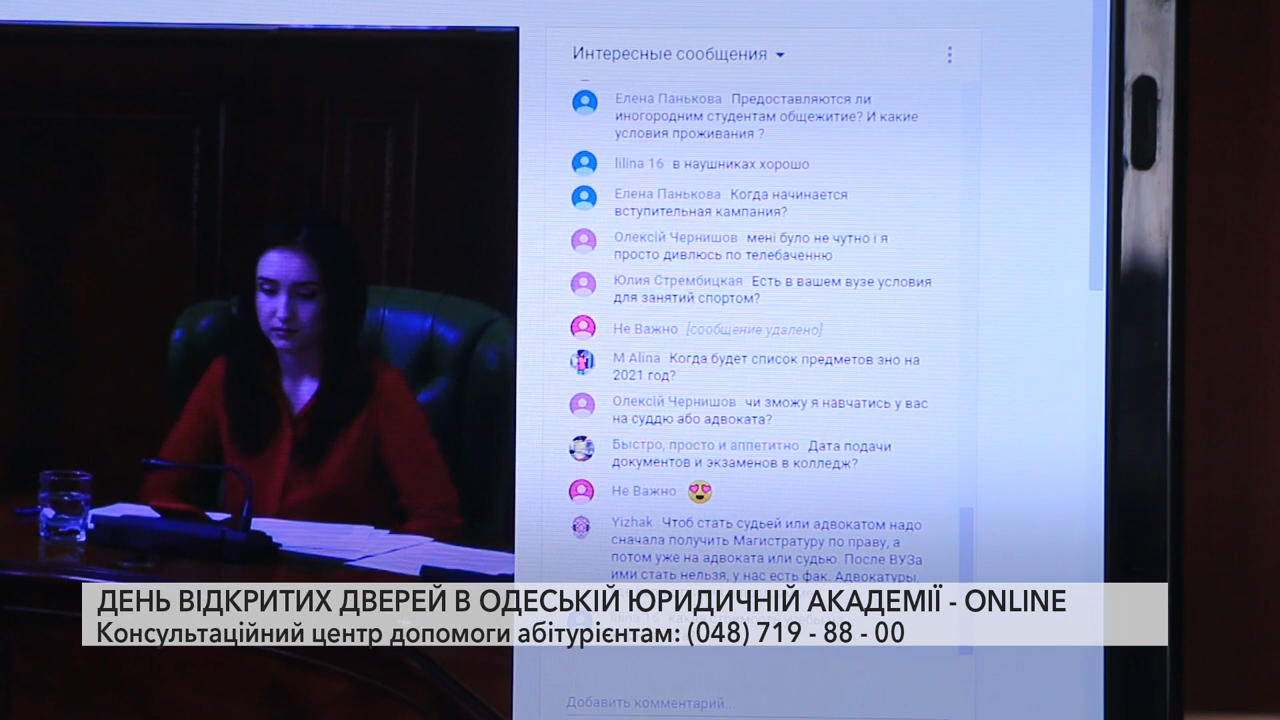 Интересные сообщения
Елена Панькова Предоставляются ли
иногородним студентам общежитие? И какие
условия проживания ?
lilina 16 в наушниках хорошо
Елена Панькова Когда начинается
вступительная кампания?
Олексій Чернишов мені було не чутно і я
просто дивлюсь по телебаченню
Юлия Стрембицкая Есть в вашем вузе условия
для занятий спортом?
Не Важно [сообщение удалено]
M Alina Когда будет список предметов зно на
2021 год?
Олексій Чернишов чи зможу я навчатись у вас
на суддю або адвоката?
Быстро, просто и аппетитно Дата подачи
документов и экзаменов в колледж?
Не Важно 😍
Yizhak Чтоб стать судьей или адвокатом надо
сначала получить Магистратуру по праву, а
потом уже на адвоката или судью. После ВУЗа
ими стать нельзя, у нас есть фак. Адвокатуры,
ДЕНЬ ВІДКРИТИХ ДВЕРЕЙ В ОДЕСЬКІЙ ЮРИДИЧНІЙ АКАДЕМІЇ - ONLINE
lilina 16
Консультаційний центр допомоги абітурієнтам: (048) 719 - 88 - 00
Добавить комментарий...